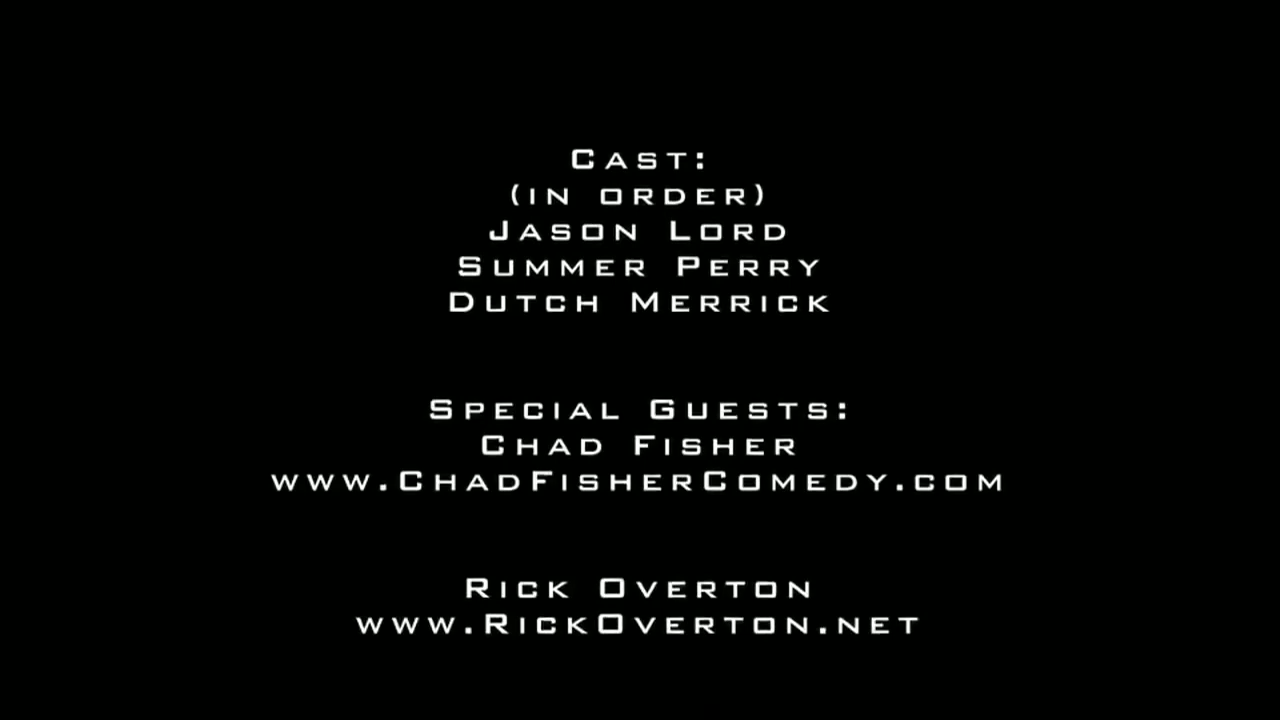 Cast:
(in order)
Jason Lord
Summer Perry
Dutch Merrick
Special Guests:
Chad Fisher
www.ChadFisherComedy.com
Rick Overton
www.RickOverton.net